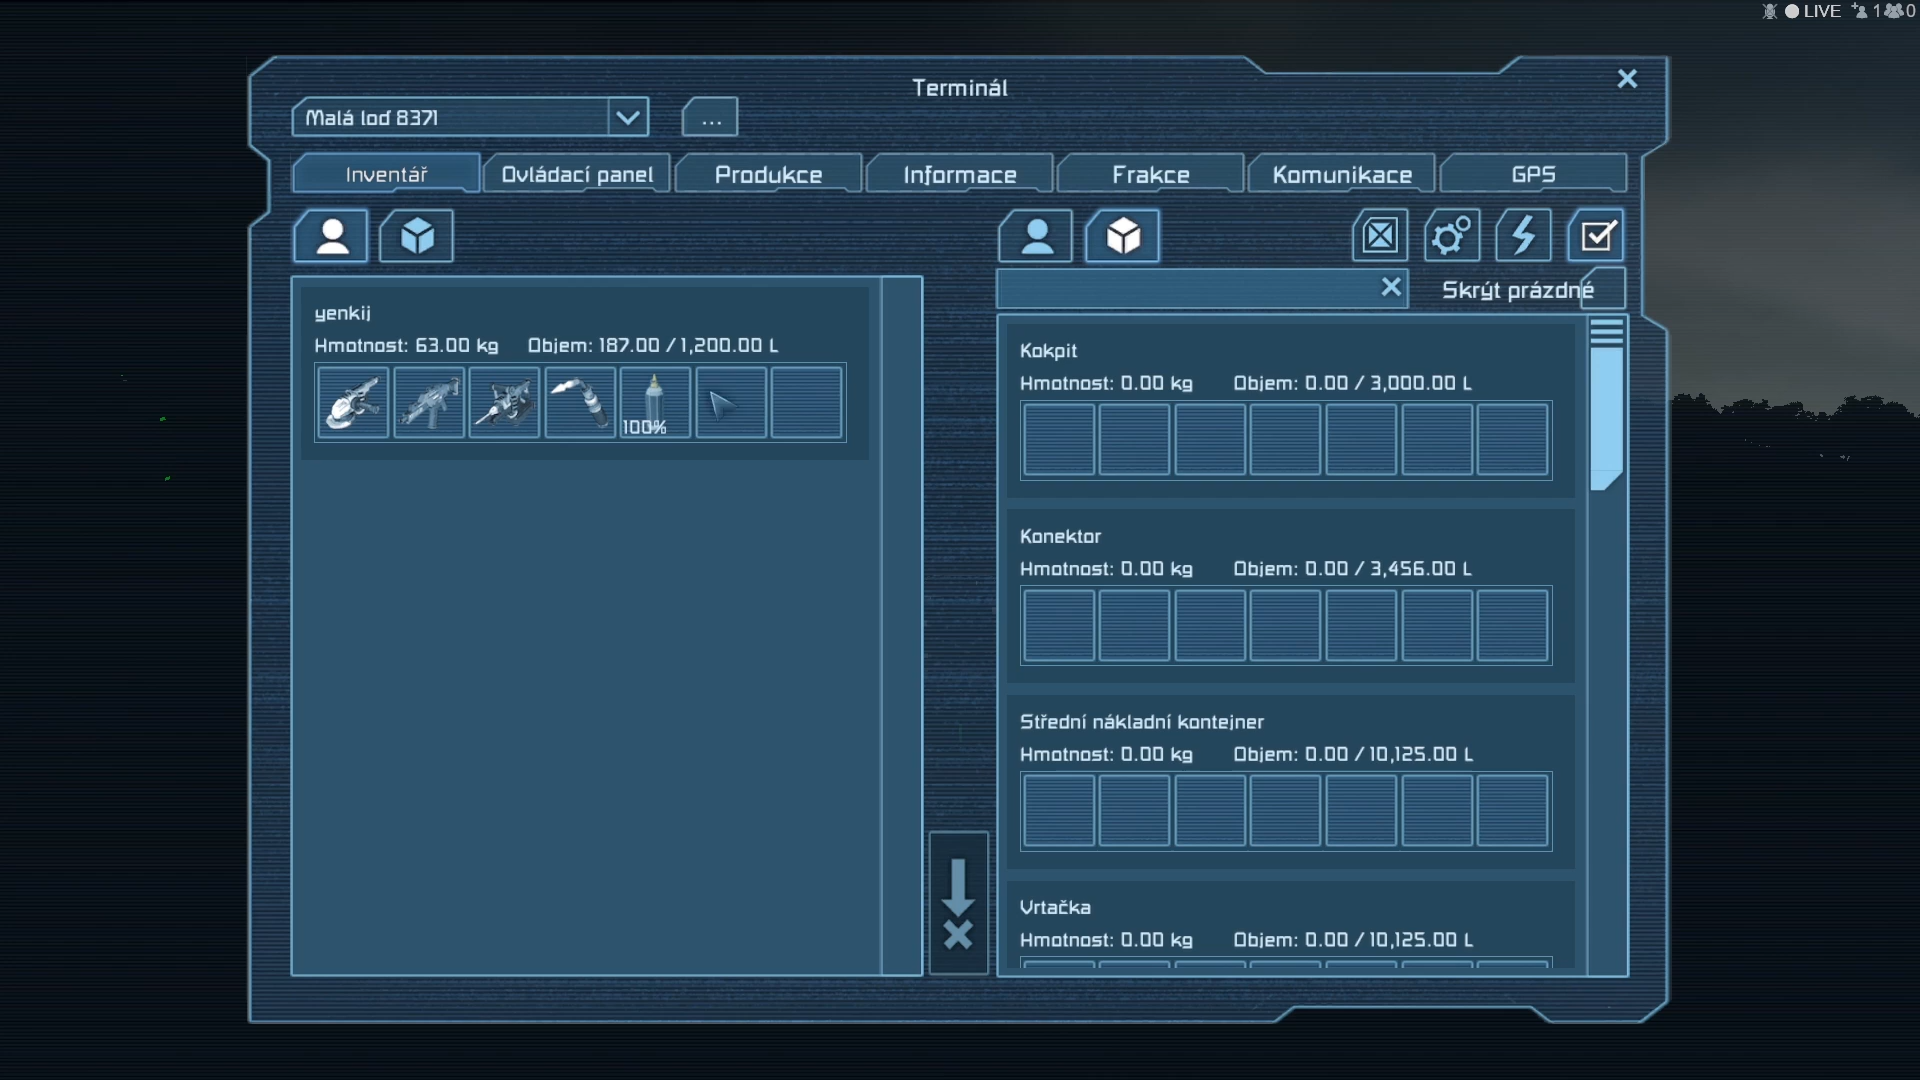 LIVE 1 0
Terminál
Malá loď 8371
...
Inventář
Ovládací panel
Produkce
Informace
Frakce
Komunikace
GPS
Skrýt prázdné
yenkij
Hmotnost: 63.00 kg Objem: 187.00 / 1,200.00 L
100%
Kokpit
Hmotnost: 0.00 kg Objem: 0.00 / 3,000.00 L
Konektor
Hmotnost: 0.00 kg Objem: 0.00 / 3,456.00 L
Střední nákladní kontejner
Hmotnost: 0.00 kg Objem: 0.00 / 10,125.00 L
Vrtačka
Hmotnost: 0.00 kg Objem: 0.00 / 10,125.00 L